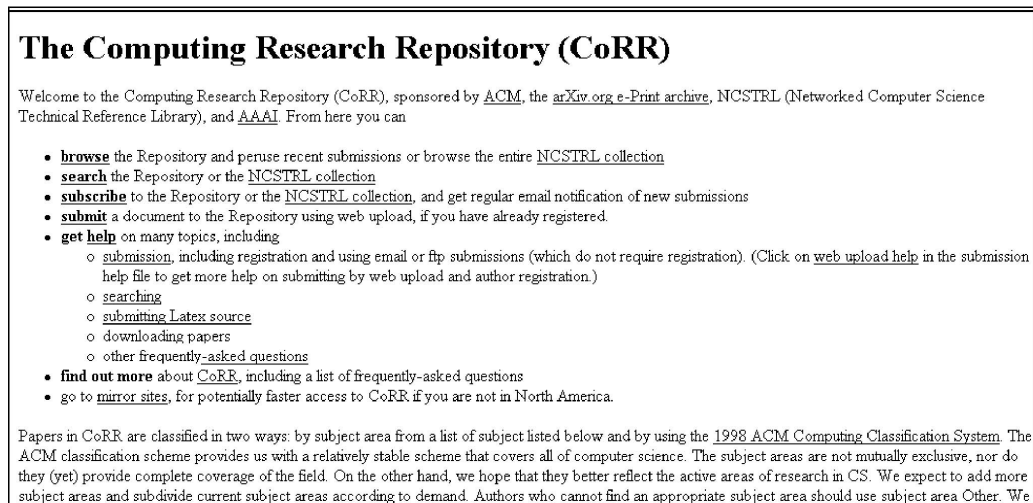 The Computing Research Repository (CoRR)
Welcome to the Computing Research Repository (CoRR), sponsored by ACM, the arXiv.org e-Print archive, NCSTRL (Networked Computer Science
Technical Reference Library), and AAAI. From here you can
• browse the Repository and peruse recent submissions or browse the entire NCSTRL collection
• search the Repository or the NCSTRL collection
• subscribe to the Repository or the NCSTRL collection, and get regular email notification of new submissions
• submit a document to the Repository using web upload, if you have already registered.
• get help on many topics, including
o submission, including registration and using email or ftp submissions (which do not require registration). (Click on web upload help in the submission
help file to get more help on submitting by web upload and author registration.)
o searching
o submitting Latex source
o downloading papers
o other frequently-asked questions
• find out more about CoRR, including a list of frequently-asked questions
• go to mirror sites, for potentially faster access to CoRR if you are not in North America.
Papers in CoRR are classified in two ways: by subject area from a list of subject listed below and by using the 1998 ACM Computing Classification System. The
ACM classification scheme provides us with a relatively stable scheme that covers all of computer science. The subject areas are not mutually exclusive, nor do
they (yet) provide complete coverage of the field. On the other hand, we hope that they better reflect the active areas of research in CS. We expect to add more
subject areas and subdivide current subject areas according to demand. Authors who cannot find an appropriate subject area should use subject area Other. We